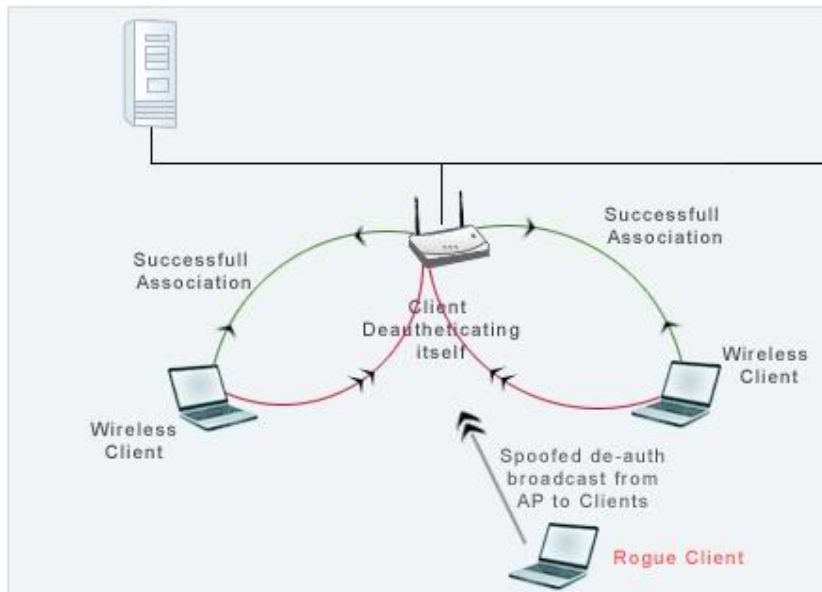 Successfull
Association
Successfull
Association
Client
Deautheticating
itself
Wireless
Client
Wireless
Client
Spoofed de-auth
broadcast from
AP to Clients
Rogue Client